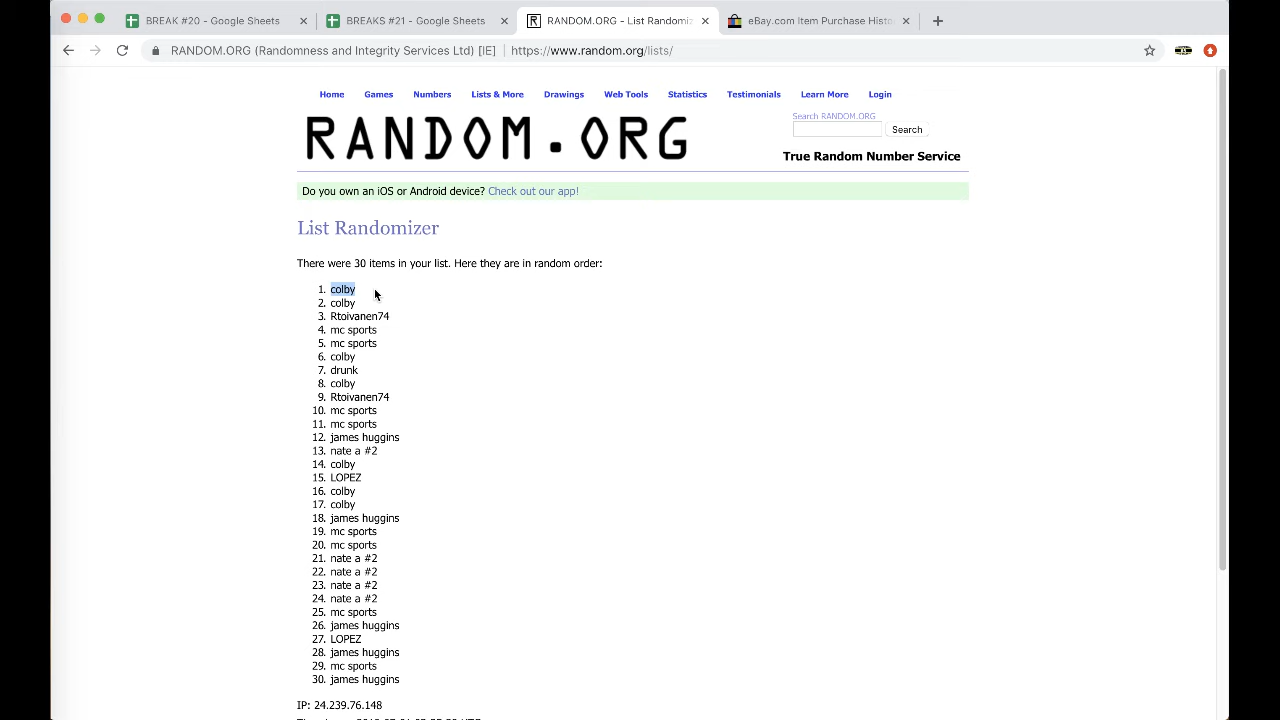 BREAK #20 - Google Sheets
BREAKS #21 - Google Sheets
RANDOM.ORG - List Randomiz
eBay.com Item Purchase Histo
RANDOM.ORG (Randomness and Integrity Services Ltd) [IE] https://www.random.org/lists/
Home Games Numbers Lists & More Drawings Web Tools Statistics Testimonials Learn More Login
RANDOM.ORG
Search RANDOM.ORG
Search
True Random Number Service
Do you own an iOS or Android device? Check out our app!
List Randomizer
There were 30 items in your list. Here they are in random order:
1. colby
2. colby
3. Rtoivanen74
4. mc sports
5. mc sports
6. colby
7. drunk
8. colby
9. Rtoivanen74
10. mc sports
11. mc sports
12. james huggins
13. nate a #2
14. colby
15. LOPEZ
16. colby
17. colby
18. james huggins
19. mc sports
20. mc sports
21. nate a #2
22. nate a #2
23. nate a #2
24. nate a #2
25. mc sports
26. james huggins
27. LOPEZ
28. james huggins
29. mc sports
30. james huggins
IP: 24.239.76.148